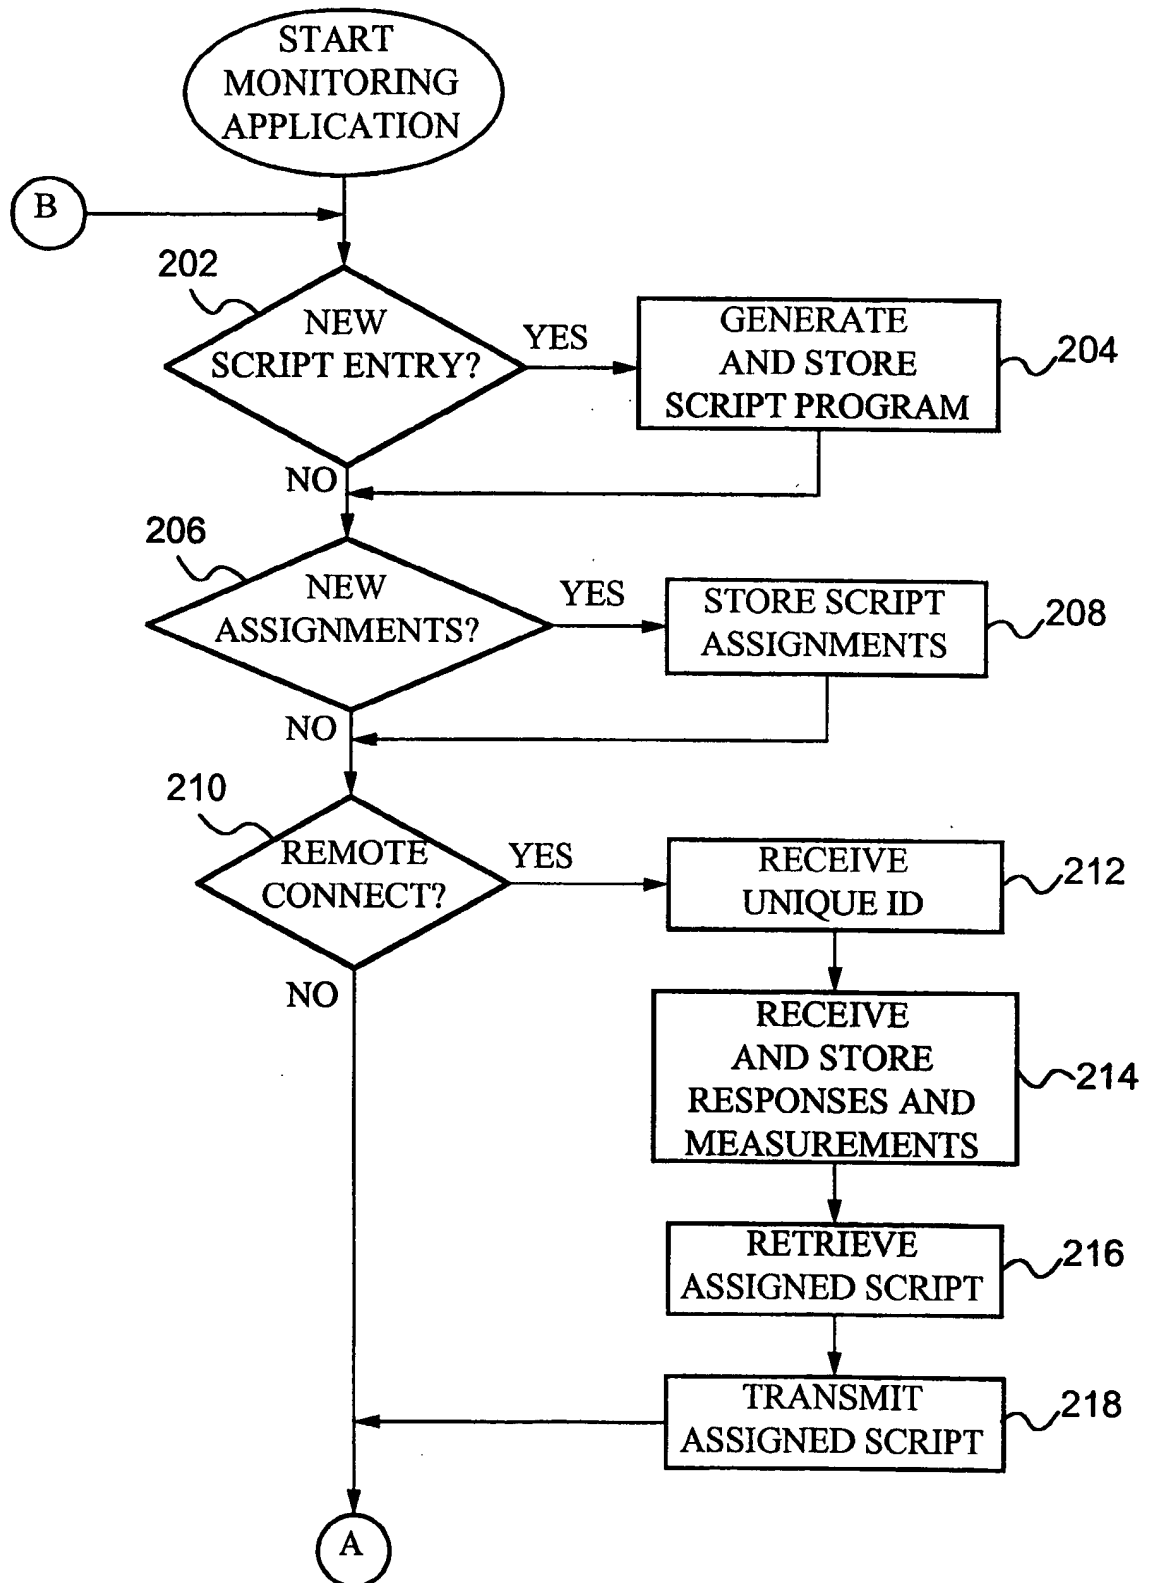 START
MONITORING
APPLICATION
B
202
NEW
SCRIPT ENTRY?
YES
GENERATE
AND STORE
SCRIPT PROGRAM
204
NO
206
NEW
ASSIGNMENTS?
YES
STORE SCRIPT
ASSIGNMENTS
208
NO
210
REMOTE
CONNECT?
YES
RECEIVE
UNIQUE ID
212
NO
RECEIVE
AND STORE
RESPONSES AND
MEASUREMENTS
214
RETRIEVE
ASSIGNED SCRIPT
216
TRANSMIT
ASSIGNED SCRIPT
218
A